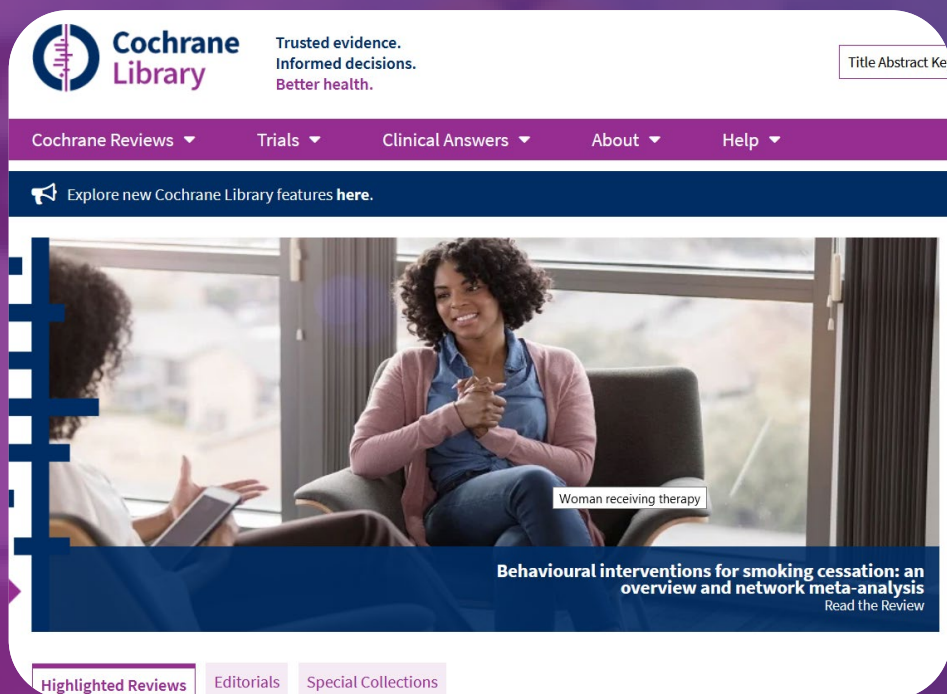 Cochrane
Library
Trusted evidence.
Informed decisions.
Better health.
Title Abstract Ke
Cochrane Reviews
Trials
Clinical Answers
About
Help
Explore new Cochrane Library features here.
Woman receiving therapy
Behavioural interventions for smoking cessation: an
overview and network meta-analysis
Read the Review
Highlighted Reviews
Editorials
Special Collections